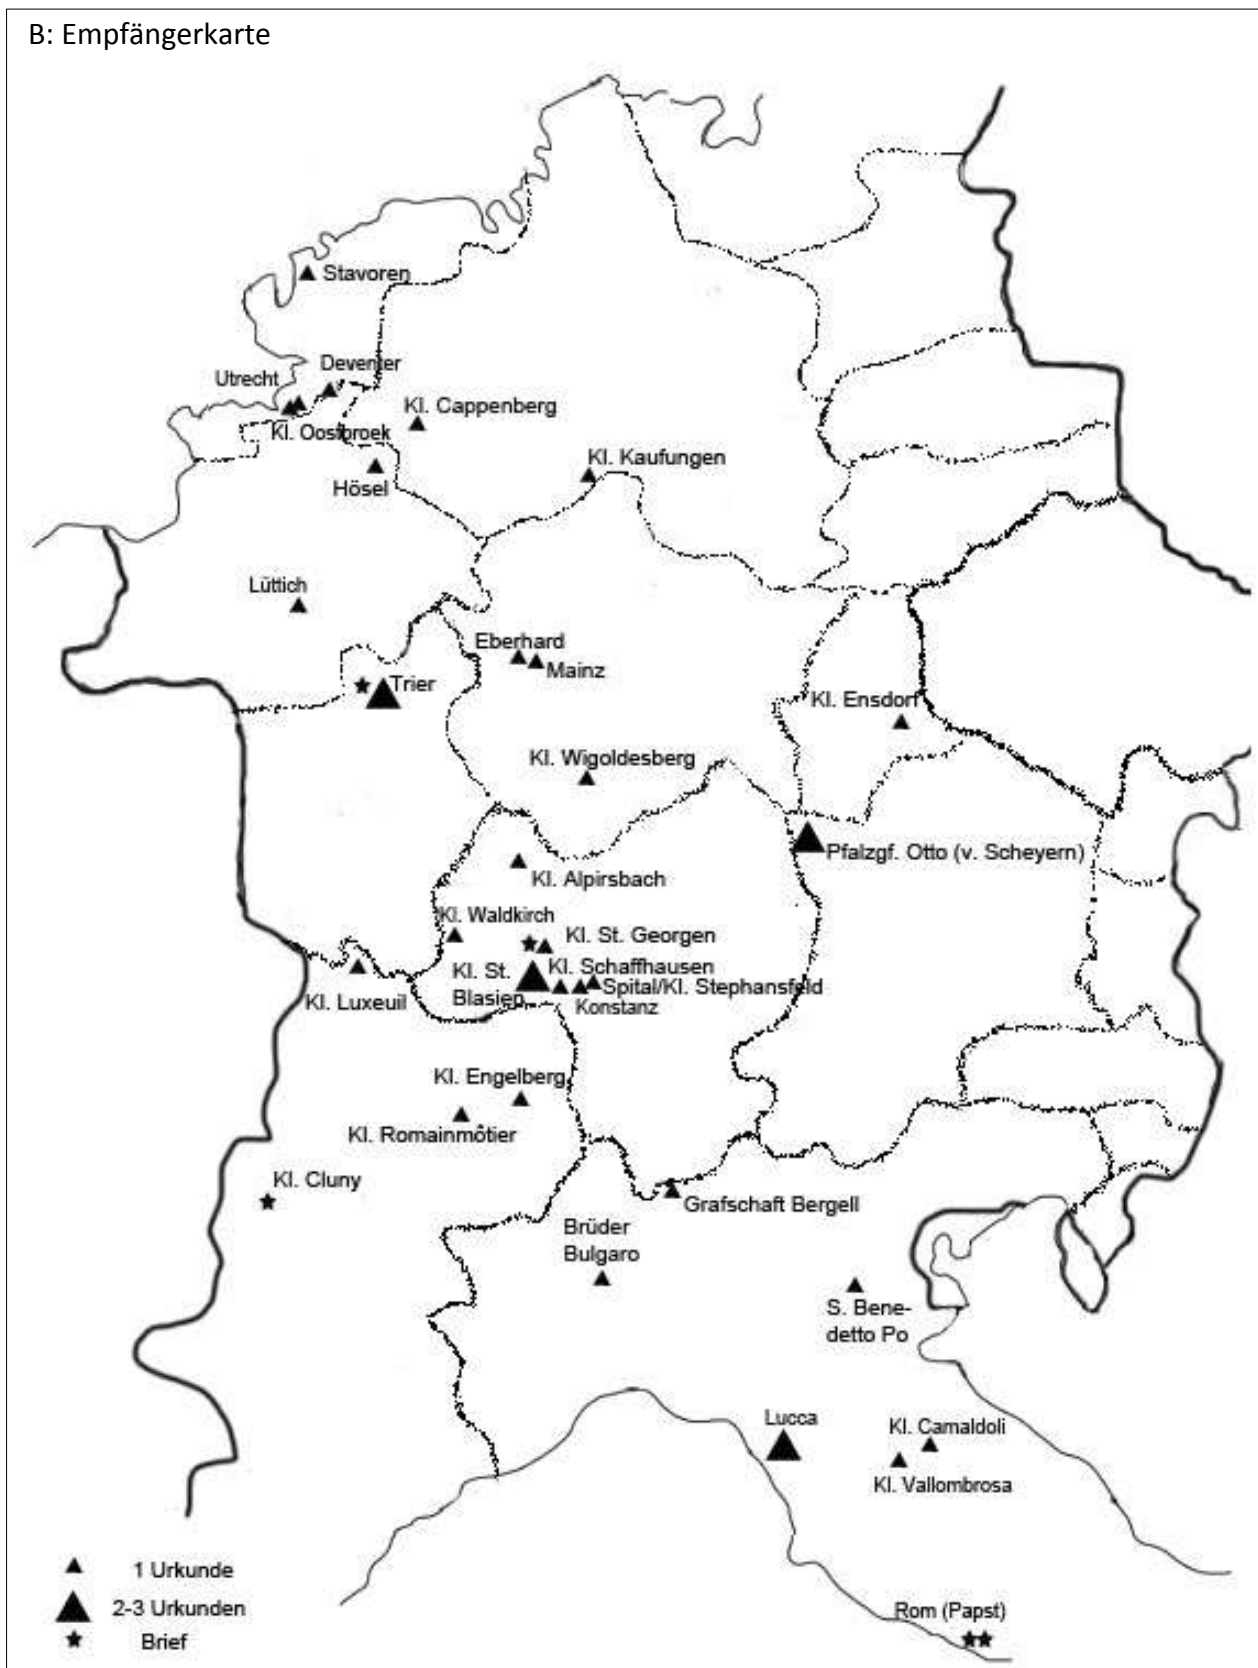 B: Empfängerkarte
Stavoren
Deventer
Utrecht
Kl. Cappenberg
Kl. Oostbroek
Kl. Kaufungen
Hösel
Lüttich
Eberhard
Mainz
Trier
Kl. Ensdorf
Kl. Wigoldesberg
Pfalzgf. Otto (v. Scheyern)
Kl. Alpirsbach
Kl. Waldkirch
Kl. St. Georgen
Kl. St.
Blasien
Kl. Schaffhausen
Spital/Kl. Stephansfeld
Konstanz
Kl. Luxeuil
Kl. Engelberg
Kl. Romainmôtier
Kl. Cluny
Grafschaft Bergell
Brüder
Bulgaro
S. Bene-
detto Po
Lucca
Kl. Camaldoli
Kl. Vallombrosa
1 Urkunde
2-3 Urkunden
Brief
Rom (Papst)